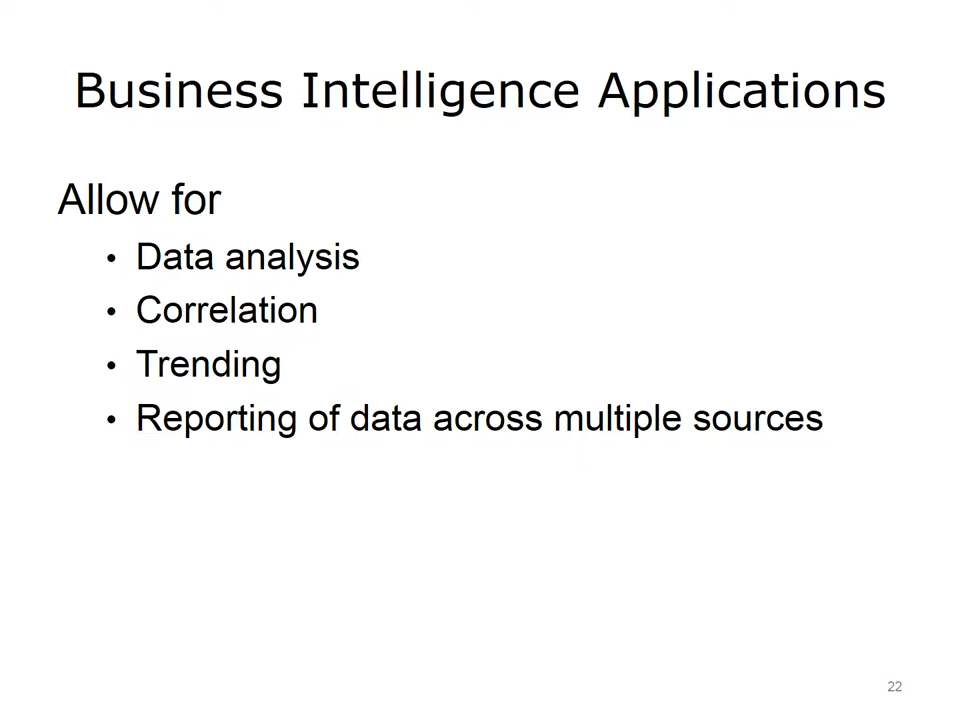 Business Intelligence Applications
Allow for
• Data analysis
• Correlation
• Trending
• Reporting of data across multiple sources
22